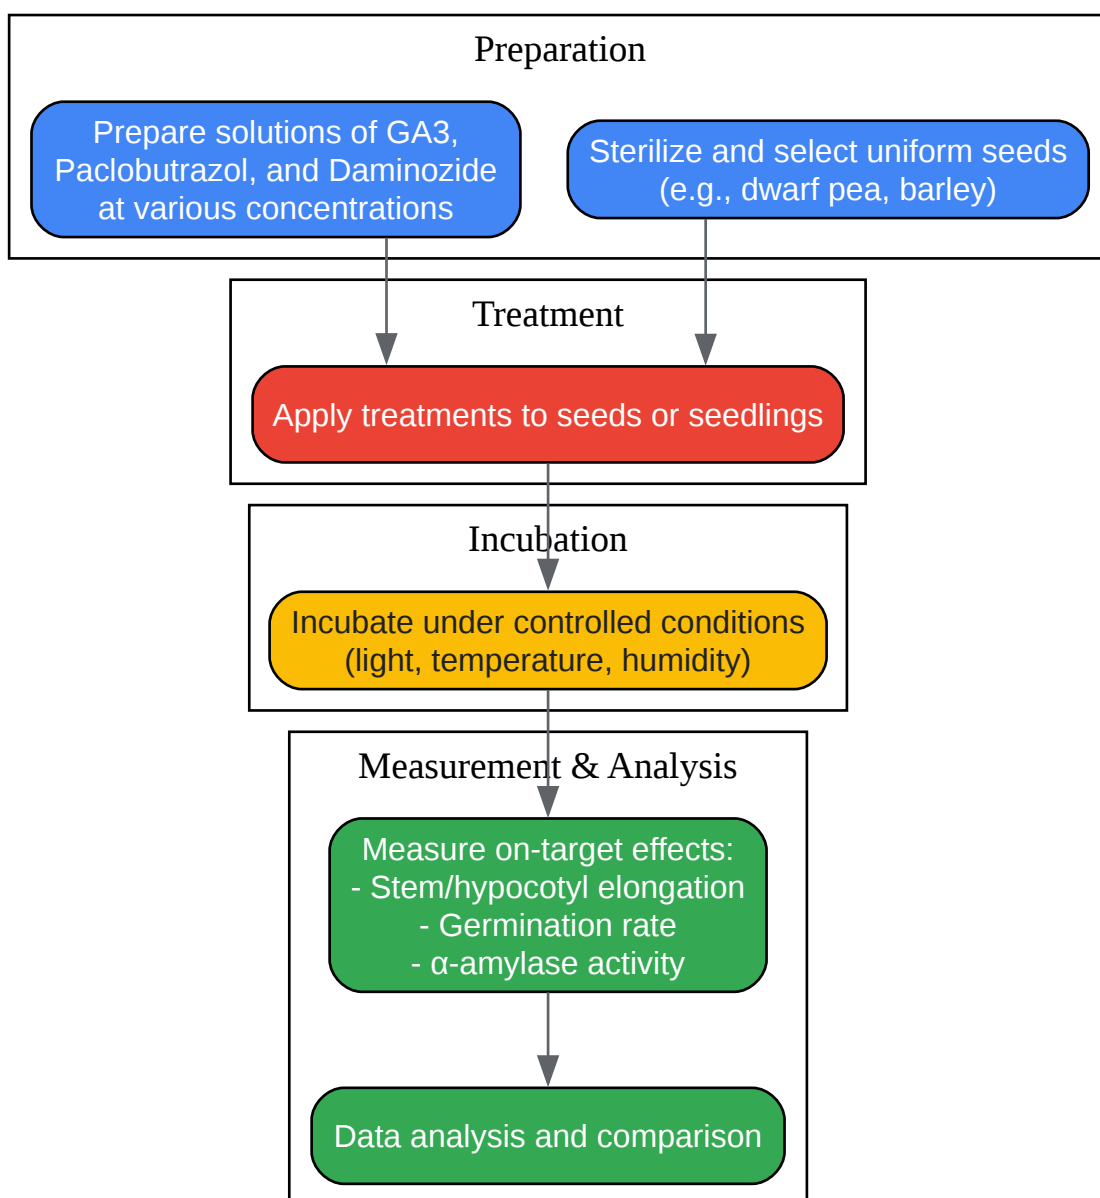 Preparation
Prepare solutions of GA3,
Paclobutrazol, and Daminozide
at various concentrations
Sterilize and select uniform seeds
(e.g., dwarf pea, barley)
Treatment
Apply treatments to seeds or seedlings
Incubation
Incubate under controlled conditions
(light, temperature, humidity)
Measurement & Analysis
Measure on-target effects:
- Stem/hypocotyl elongation
- Germination rate
- α-amylase activity
Data analysis and comparison